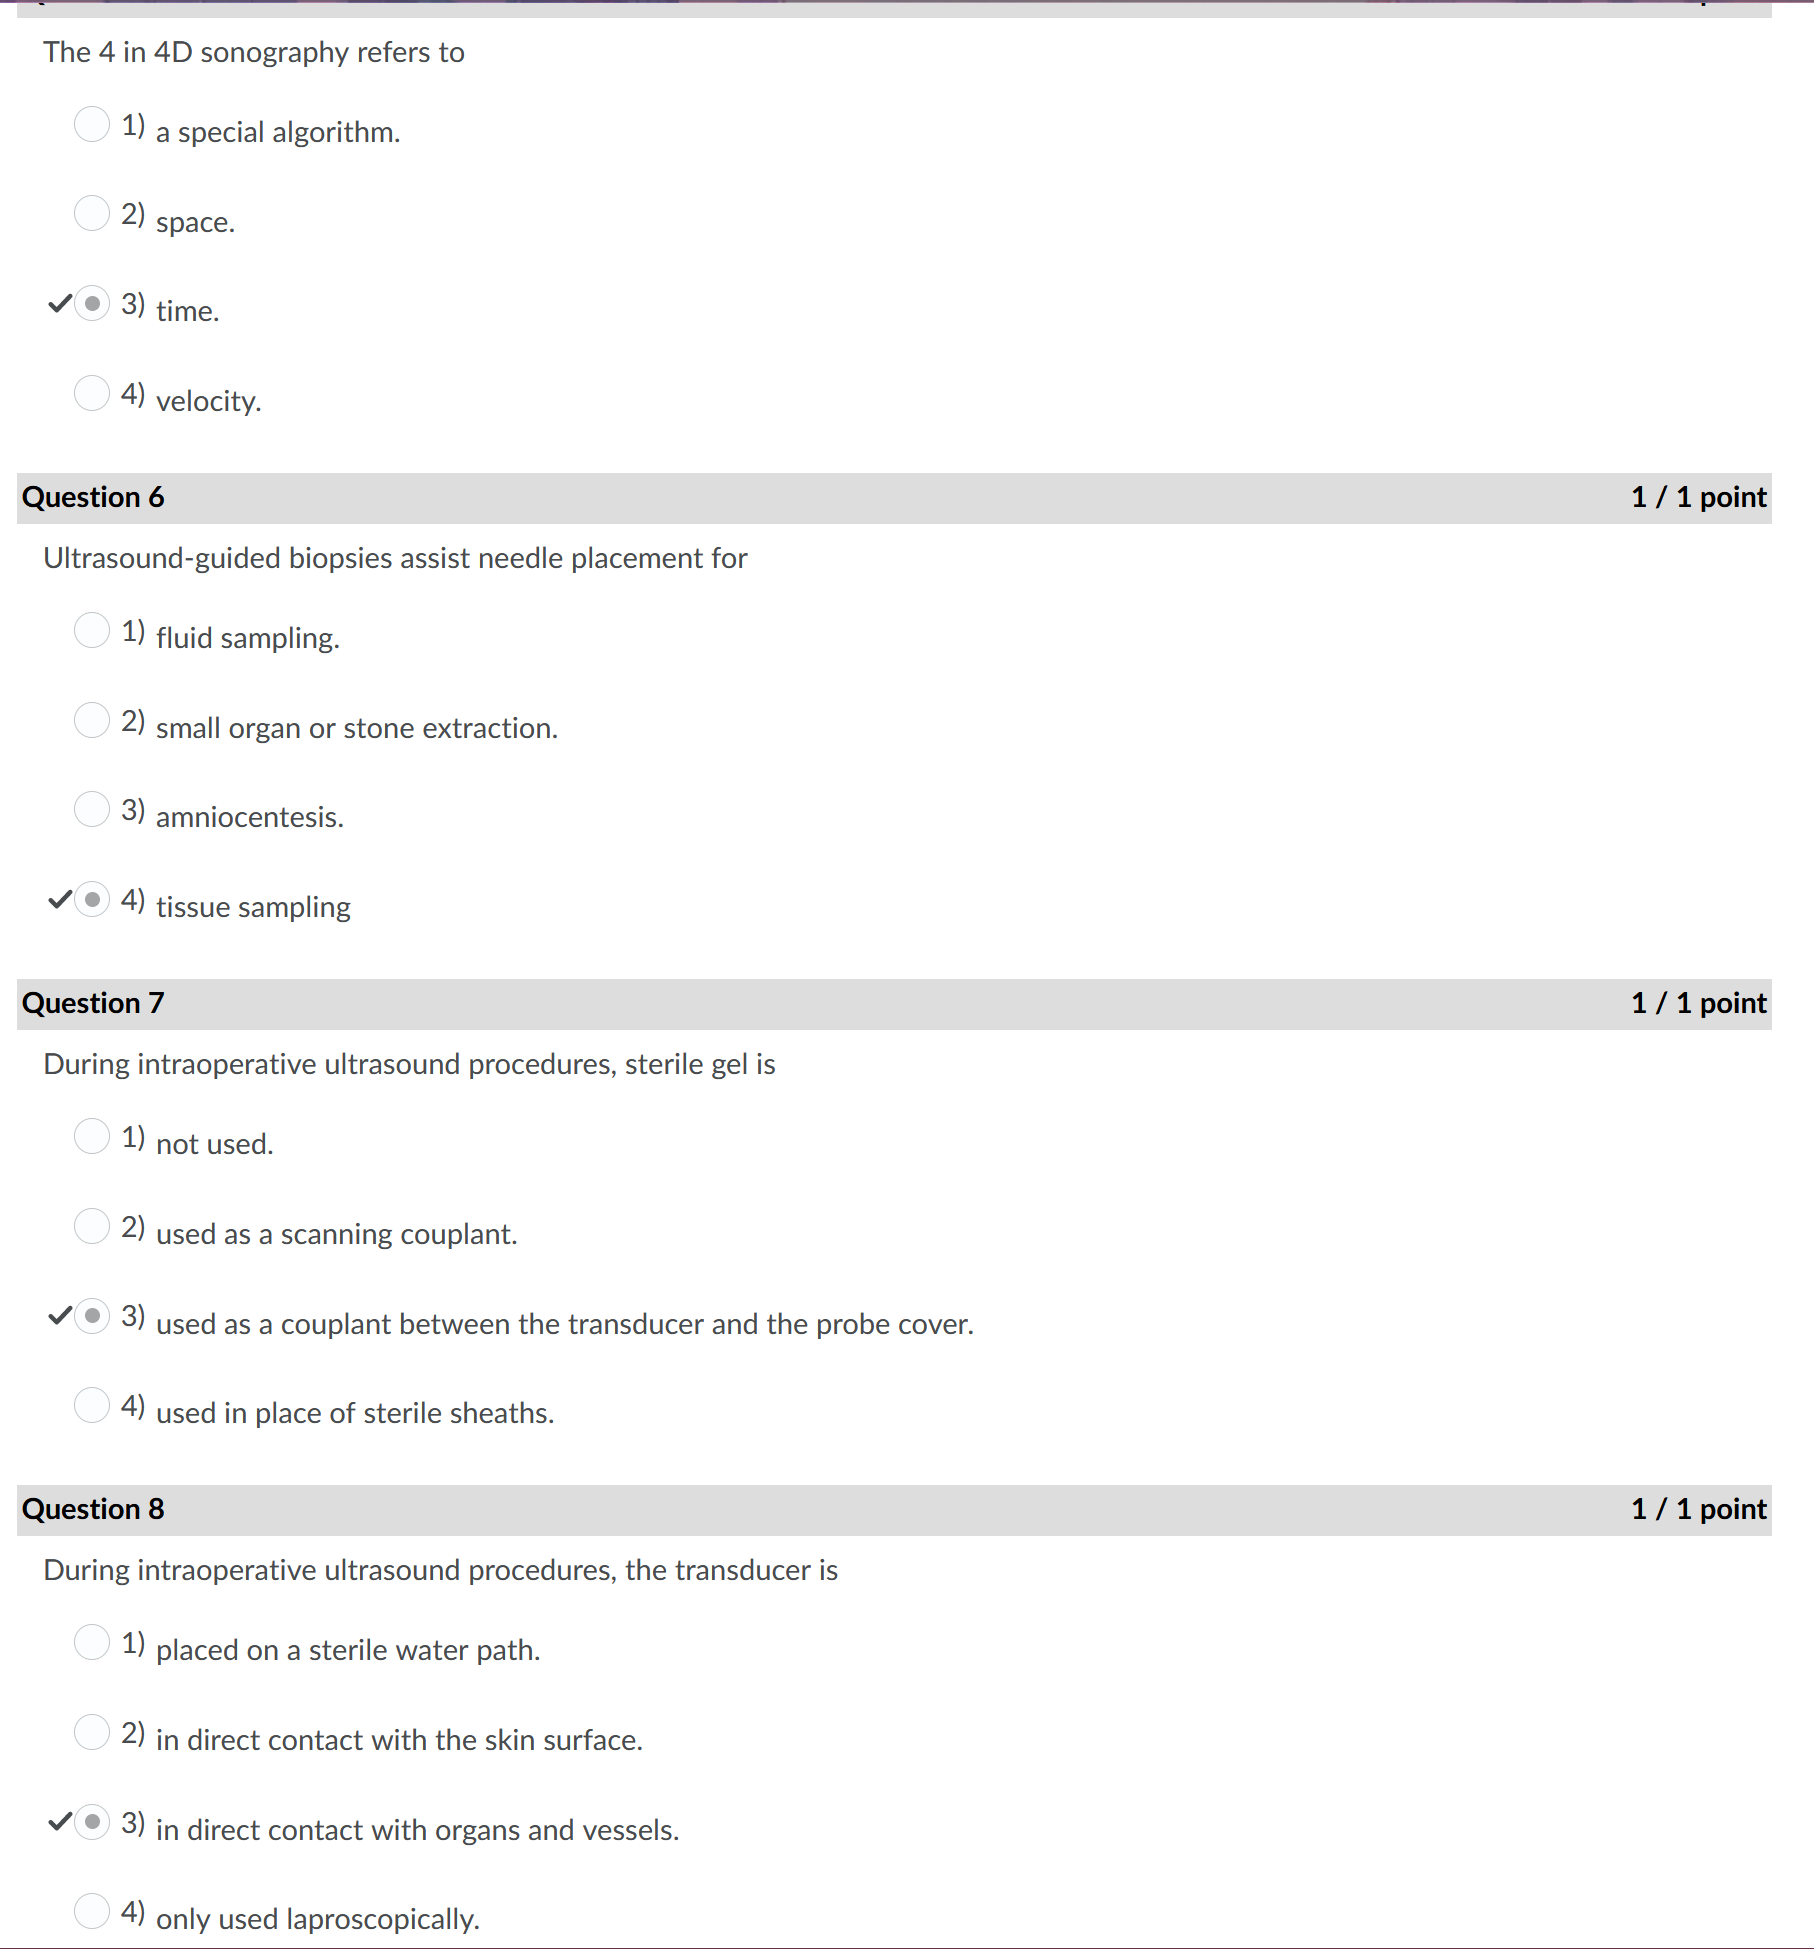 The 4 in 4D sonography refers to
1) a special algorithm.
2) space.
3) time.
4) velocity.
Question 6 1 / 1 point
Ultrasound-guided biopsies assist needle placement for
1) fluid sampling.
2) small organ or stone extraction.
3) amniocentesis.
4) tissue sampling
Question 7 1 / 1 point
During intraoperative ultrasound procedures, sterile gel is
1) not used.
2) used as a scanning couplant.
3) used as a couplant between the transducer and the probe cover.
4) used in place of sterile sheaths.
Question 8 1 / 1 point
During intraoperative ultrasound procedures, the transducer is
1) placed on a sterile water path.
2) in direct contact with the skin surface.
3) in direct contact with organs and vessels.
4) only used laproscopically.